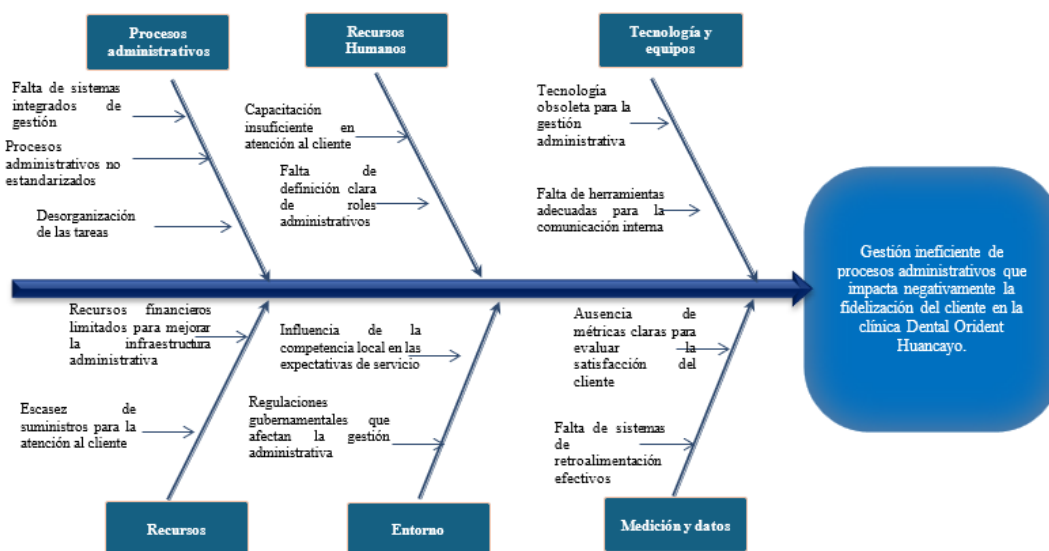 Procesos
administrativos
Recursos
Humanos
Tecnología y
equipos
Falta de sistemas
integrados de
gestión
Procesos
administrativos no
estandarizados
Desorganización
de las tareas
Capacitación
insuficiente en
atención al cliente
Falta de
definición clara
de roles
administrativos
Tecnología
obsoleta para la
gestión
administrativa
Falta de herramientas
adecuadas para la
comunicación interna
Gestión ineficiente de
procesos administrativos que
impacta negativamente la
fidelización del cliente en la
clínica Dental Orident
Huancayo.
Recursos financieros
limitados para mejorar
la infraestructura
administrativa
Escasez de
suministros para la
atención al cliente
Influencia de la
competencia local en las
expectativas de servicio
Regulaciones
gubernamentales que
afectan la gestión
administrativa
Ausencia de
métricas claras para
evaluar la
satisfacción del
cliente
Falta de sistemas
de
retroalimentación
efectivos
Recursos
Entorno
Medición y datos